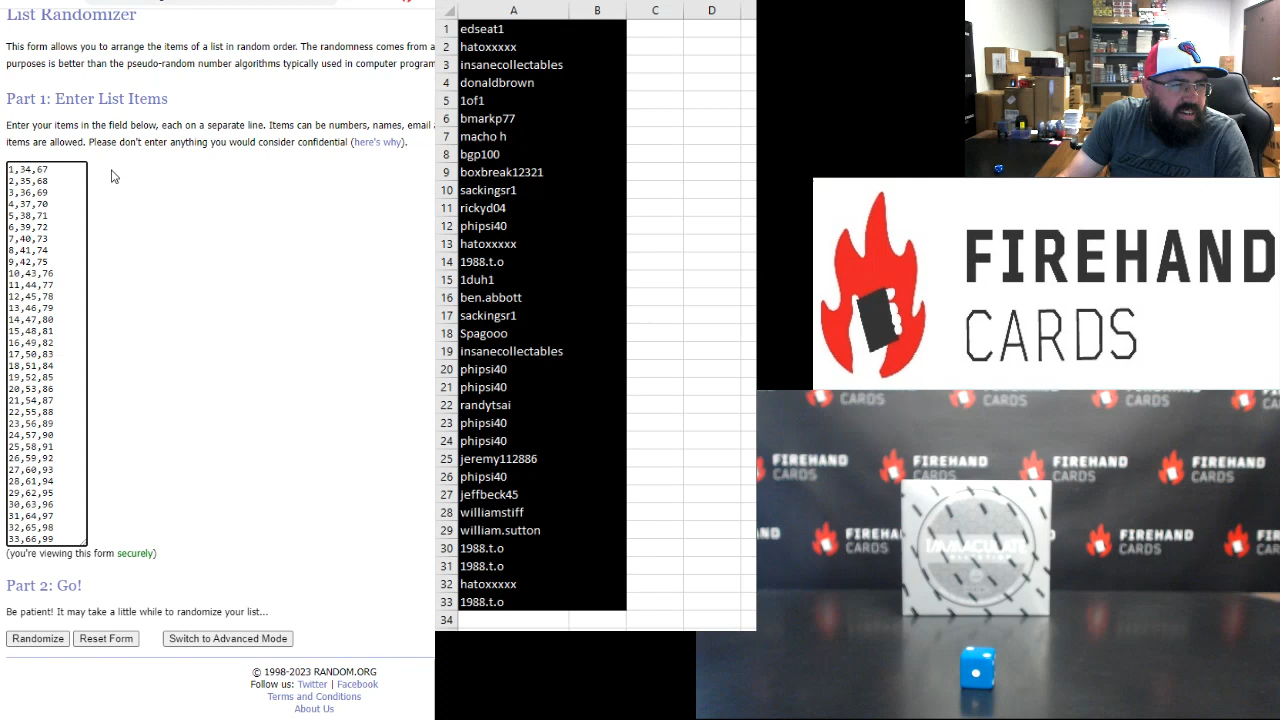 List Randomizer
This form allows you to arrange the items of a list in random order. The randomness comes from a
purposes is better than the pseudo-random number algorithms typically used in computer program
Part 1: Enter List Items
Enter your items in the field below, each on a separate line. Items can be numbers, names, email
items are allowed. Please don't enter anything you would consider confidential (here's why).
1,34,67
2,35,68
3,36,69
4,37,70
5,38,71
6,39,72
7,40,73
8,41,74
9,42,75
10,43,76
11,44,77
12,45,78
13,46,79
14,47,80
15,48,81
16,49,82
17,50,83
18,51,84
19,52,85
20,53,86
21,54,87
22,55,88
23,56,89
24,57,90
25,58,91
26,59,92
27,60,93
28,61,94
29,62,95
30,63,96
31,64,97
32,65,98
33,66,99
(you're viewing this form securely)
Part 2: Go!
Be patient! It may take a little while to randomize your list...
Randomize Reset Form Switch to Advanced Mode
© 1998-2023 RANDOM.ORG
Follow us: Twitter | Facebook
Terms and Conditions
About Us
A B C D
1 edseat1
2 hatoxxxxx
3 insanecollectables
4 donaldbrown
5 1of1
6 bmarkp77
7 macho h
8 bgp100
9 boxbreak12321
10 sackingsr1
11 rickyd04
12 phipsi40
13 hatoxxxxx
14 1988.t.o
15 1duh1
16 ben.abbott
17 sackingsr1
18 Spagooo
19 insanecollectables
20 phipsi40
21 phipsi40
22 randytsai
23 phipsi40
24 phipsi40
25 jeremy112886
26 phipsi40
27 jeffbeck45
28 williamstiff
29 william.sutton
30 1988.t.o
31 1988.t.o
32 hatoxxxxx
33 1988.t.o
34
FIREHAND
CARDS
CARDS CARDS CARDS CARDS
FIREHAND CARDS
FIREHAND CARDS
FIREHAND CARDS
FIREHAND CARDS
IMMACULATE
COLLECTION